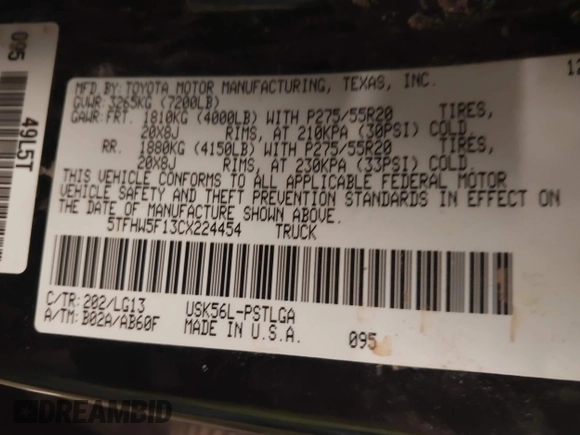 MFD.BY:TOYOTA MOTOR MANUFACTURING, TEXAS, INC.
GVWR: 3265KG (7200LB)
GAWR: FRT. 1810KG (4000LB) WITH P275/55R20 TIRES,
20X8J RIMS, AT 210KPA (30PSI) COLD.
RR. 1880KG (4150LB) WITH P275/55R20 TIRES,
20X8J RIMS, AT 230KPA (33PSI) COLD.
THIS VEHICLE CONFORMS TO ALL APPLICABLE FEDERAL MOTOR
VEHICLE SAFETY AND THEFT PREVENTION STANDARDS IN EFFECT ON
THE DATE OF MANUFACTURE SHOWN ABOVE.
5TFHW5F13CX224454 TRUCK
C/TR: 202/LG13 USK56L-PSTLGA
A/TM: B02A/AB60F MADE IN U.S.A. 095
095
49L5T
12
DREAMBID